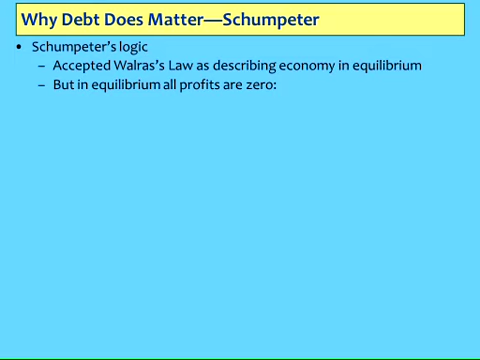 Why Debt Does Matter—Schumpeter
• Schumpeter's logic
– Accepted Walras's Law as describing economy in equilibrium
– But in equilibrium all profits are zero: